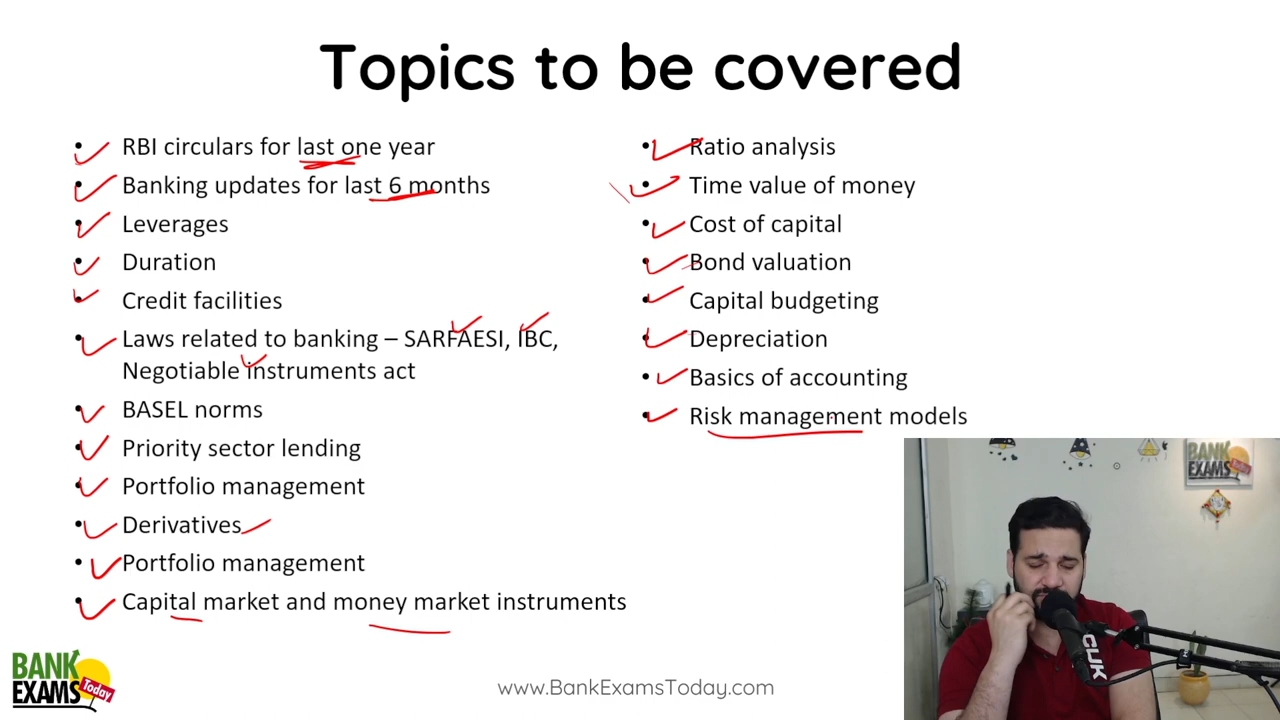 Topics to be covered
• RBI circulars for last one year
• Banking updates for last 6 months
• Leverages
• Duration
• Credit facilities
• Laws related to banking – SARFAESI, IBC,
Negotiable instruments act
• BASEL norms
• Priority sector lending
• Portfolio management
• Derivatives
• Portfolio management
• Capital market and money market instruments
• Ratio analysis
• Time value of money
• Cost of capital
• Bond valuation
• Capital budgeting
• Depreciation
• Basics of accounting
• Risk management models
BANK
EXAMS
BANK
EXAMS
Today
www.BankExamsToday.com